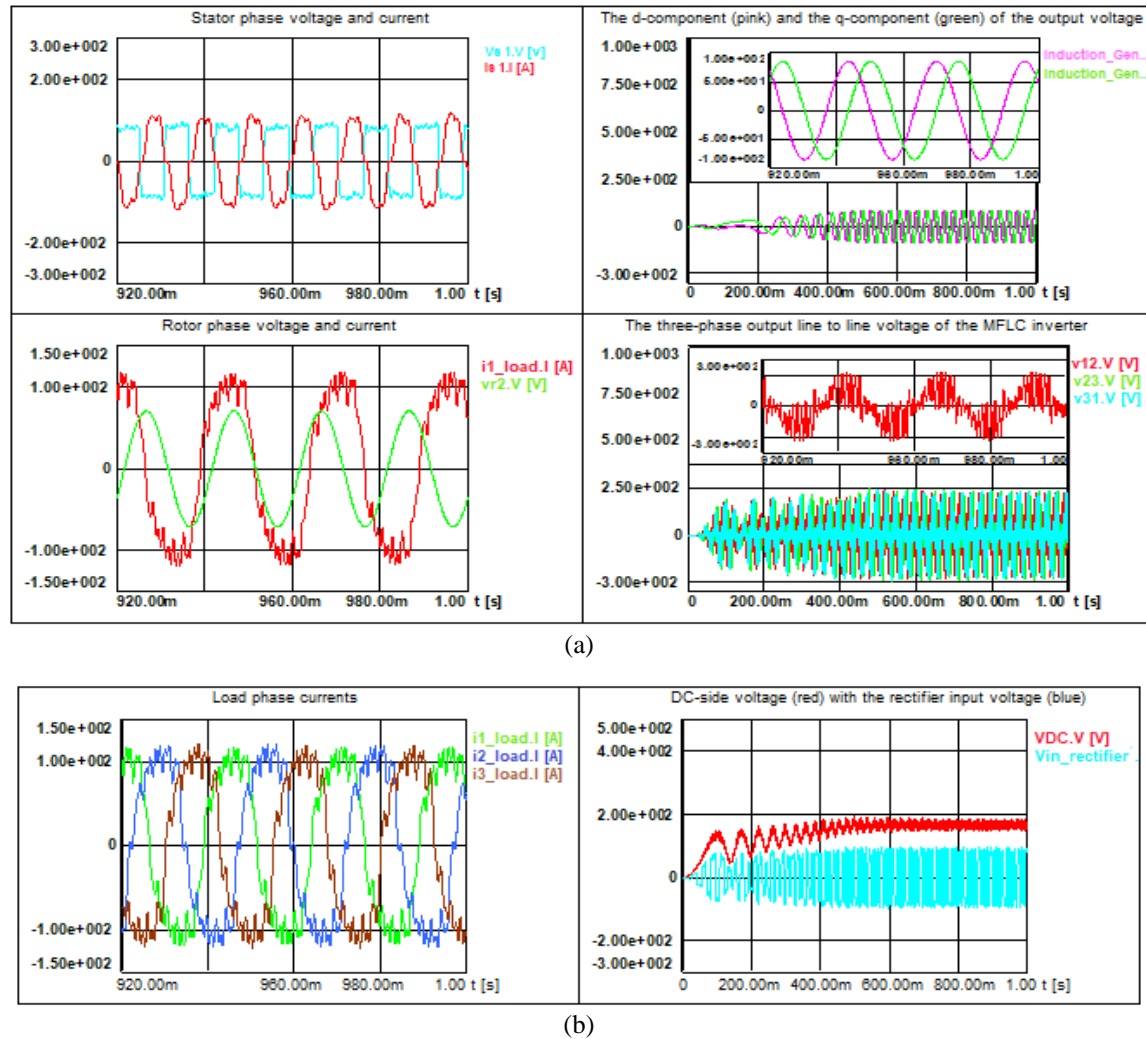 Stator phase voltage and current
3.00e+002
2.00e+002
0
-2.00e+002
-3.00e+002
920.00m 960.00m 980.00m 1.00 t [s]
Vs 1.V [v]
Is 1.I [A]
The d-component (pink) and the q-component (green) of the output voltage
1.00e+003
7.50e+002
5.00e+002
2.50e+002
0
-3.00e+002
0 200.00m 400.00m 600.00m 800.00m 1.00 t [s]
1.00e+002
6.00e+001
0
-5.00e+001
-1.00e+002
920.00m 960.00m 980.00m 1.00
Induction_Gen..
Induction_Gen..
Rotor phase voltage and current
1.50e+002
1.00e+002
0
-1.00e+002
-1.50e+002
920.00m 960.00m 980.00m 1.00 t [s]
i1_load.I [A]
vr2.V [V]
The three-phase output line to line voltage of the MFLC inverter
1.00e+003
7.50e+002
5.00e+002
2.50e+002
0
-3.00e+002
0 200.00m 400.00m 600.00m 800.00m 1.00 t [s]
3.00e+002
0
-3.00e+002
920.00m 960.00m 980.00m 1.00
v12.V [V]
v23.V [V]
v31.V [V]
(a)
Load phase currents
1.50e+002
1.00e+002
0
-1.00e+002
-1.50e+002
920.00m 960.00m 980.00m 1.00 t [s]
i1_load.I [A]
i2_load.I [A]
i3_load.I [A]
DC-side voltage (red) with the rectifier input voltage (blue)
5.00e+002
4.00e+002
2.00e+002
0
-2.00e+002
-3.00e+002
0 200.00m 400.00m 600.00m 800.00m 1.00 t [s]
VDC.V [V]
Vin_rectifier .
(b)